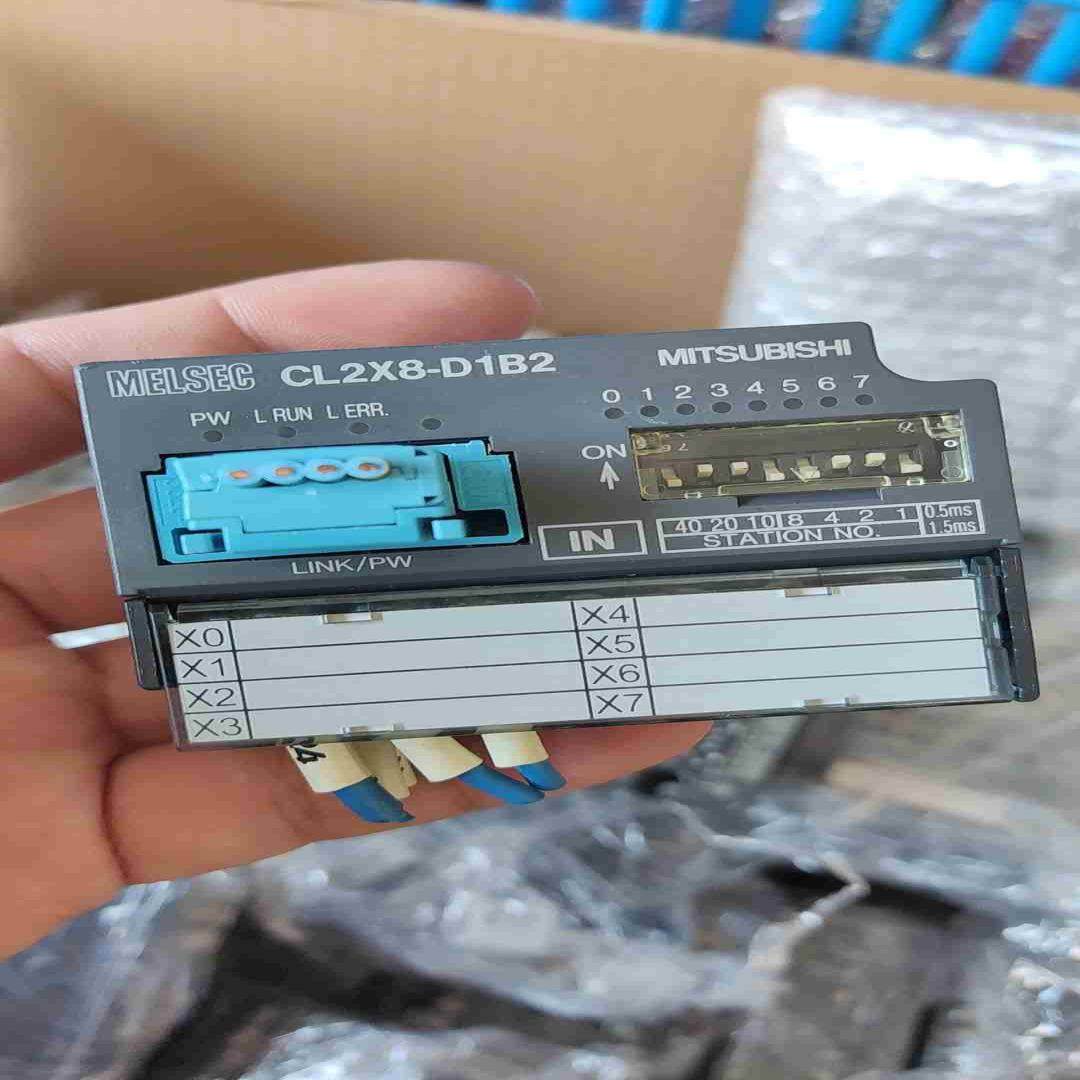 MELSEC CL2X8-D1B2 MITSUBISHI
PW L RUN L ERR.
0 1 2 3 4 5 6 7
ON
LINK/PW
IN
40 20 10 8 4 2 1 0.5ms
STATION NO. 1.5ms
X0 X4
X1 X5
X2 X6
X3 X7